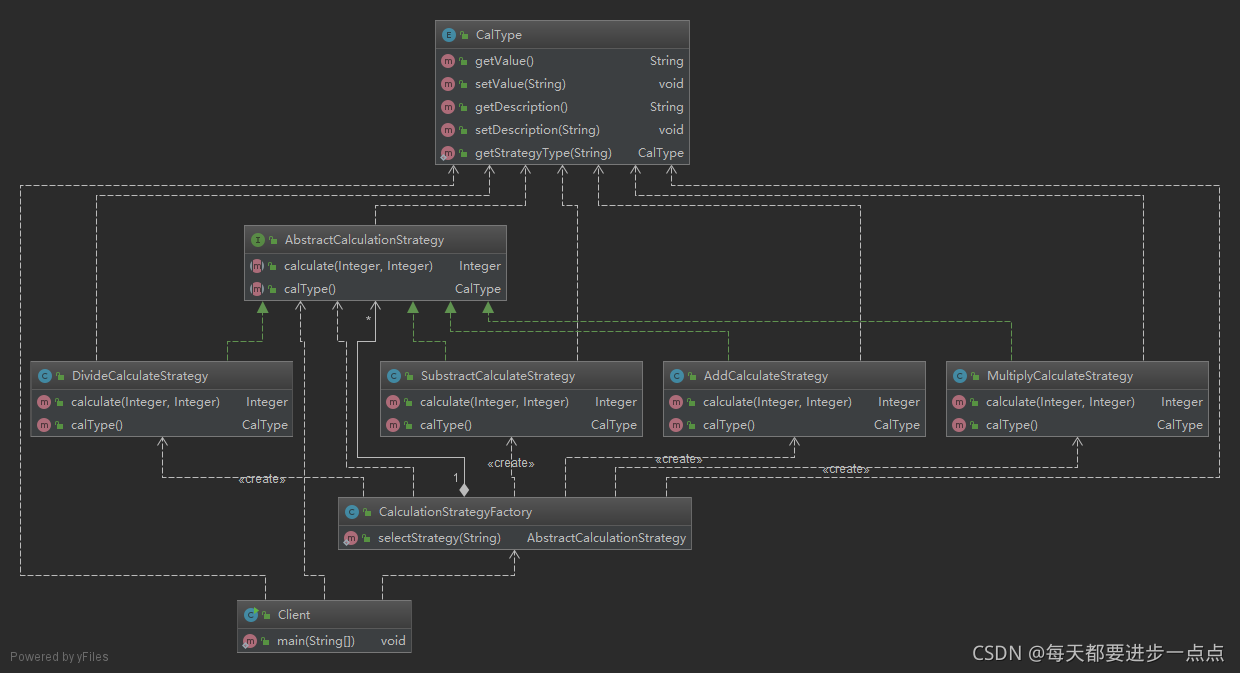 CalType
getValue() String
setValue(String) void
getDescription() String
setDescription(String) void
getStrategyType(String) CalType
AbstractCalculationStrategy
calculate(Integer, Integer) Integer
calType() CalType
*
DivideCalculateStrategy
calculate(Integer, Integer) Integer
calType() CalType
SubstractCalculateStrategy
calculate(Integer, Integer) Integer
calType() CalType
AddCalculateStrategy
calculate(Integer, Integer) Integer
calType() CalType
MultiplyCalculateStrategy
calculate(Integer, Integer) Integer
calType() CalType
«create»
1
«create»
«create»
«create»
CalculationStrategyFactory
selectStrategy(String) AbstractCalculationStrategy
Client
main(String[]) void
Powered by yFiles
CSDN @每天都要进步一点点